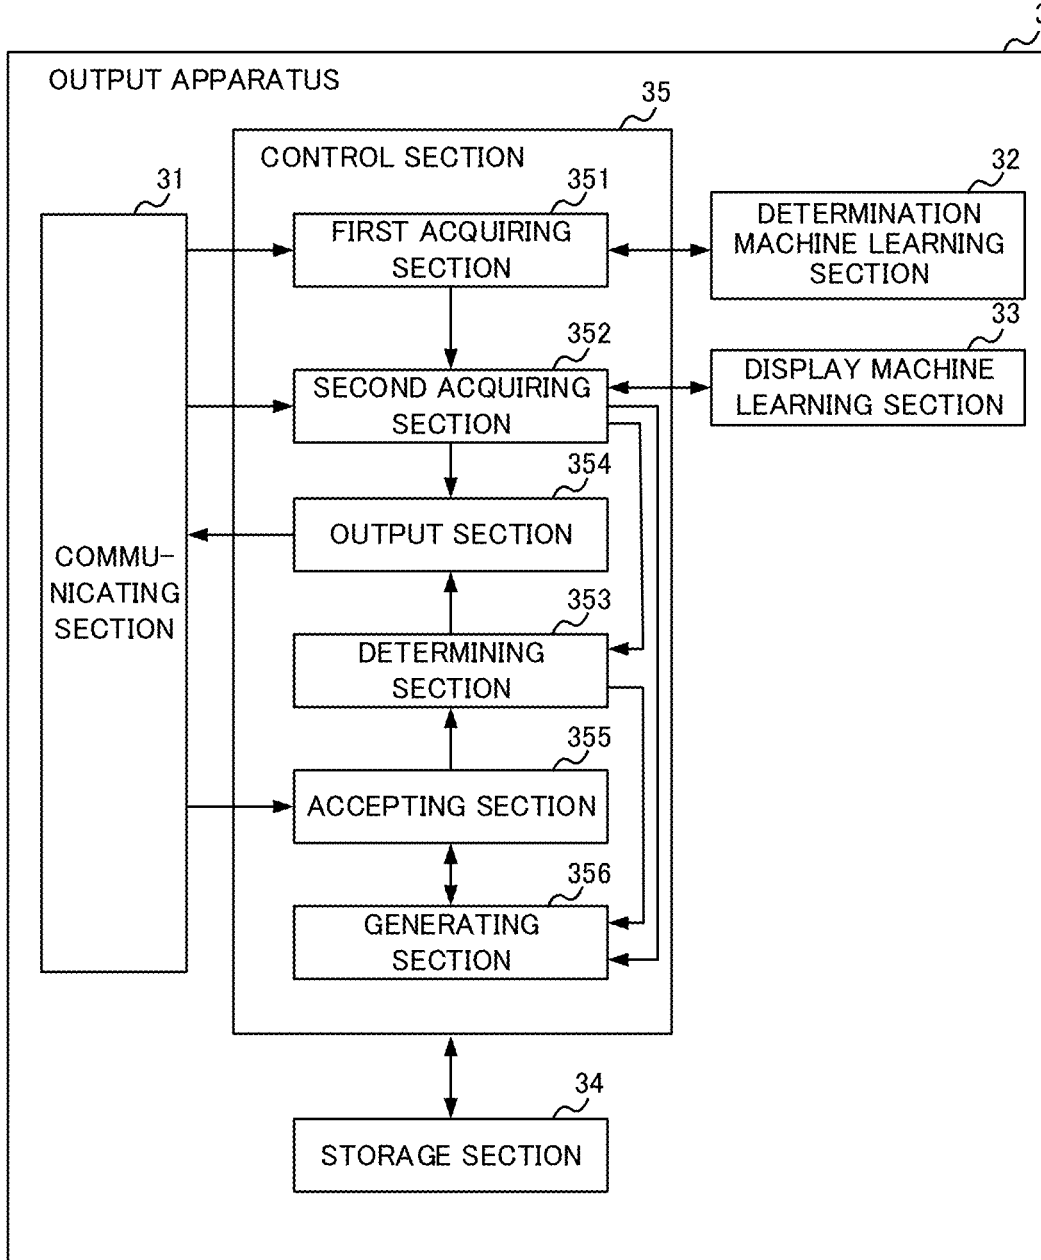 3
OUTPUT APPARATUS
35
CONTROL SECTION
31
COMMU-
NICATING
SECTION
351
FIRST ACQUIRING
SECTION
32
DETERMINATION
MACHINE LEARNING
SECTION
352
SECOND ACQUIRING
SECTION
33
DISPLAY MACHINE
LEARNING SECTION
354
OUTPUT SECTION
353
DETERMINING
SECTION
355
ACCEPTING SECTION
356
GENERATING
SECTION
34
STORAGE SECTION